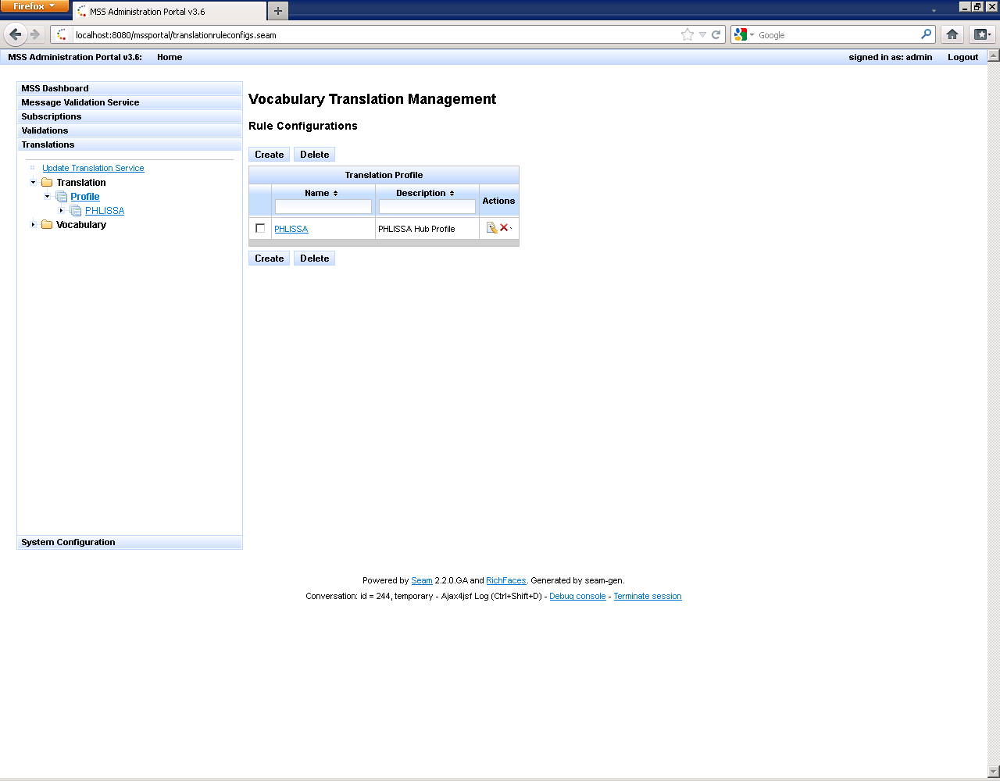 Firefox
MSS Administration Portal v3.6
localhost:8080/mssportal/translationruleconfigs.seam
Google
MSS Administration Portal v3.6: Home signed in as: admin Logout
MSS Dashboard
Message Validation Service
Subscriptions
Validations
Translations
Update Translation Service
Translation
Profile
PHLISSA
Vocabulary
System Configuration
Vocabulary Translation Management
Rule Configurations
Create Delete
Translation Profile
Name Description Actions
PHLISSA PHLISSA Hub Profile
Create Delete
Powered by Seam 2.2.0.GA and RichFaces. Generated by seam-gen.
Conversation: id = 244, temporary - Ajax4jsf Log (Ctrl+Shift+D) - Debug console - Terminate session